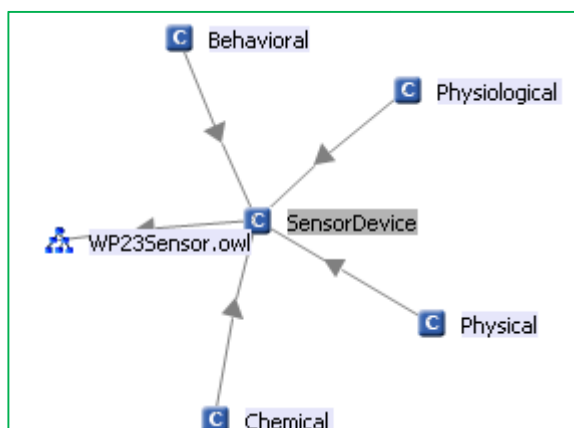 C Behavioral
C Physiological
C SensorDevice
WP23Sensor.owl
C Physical
C Chemical